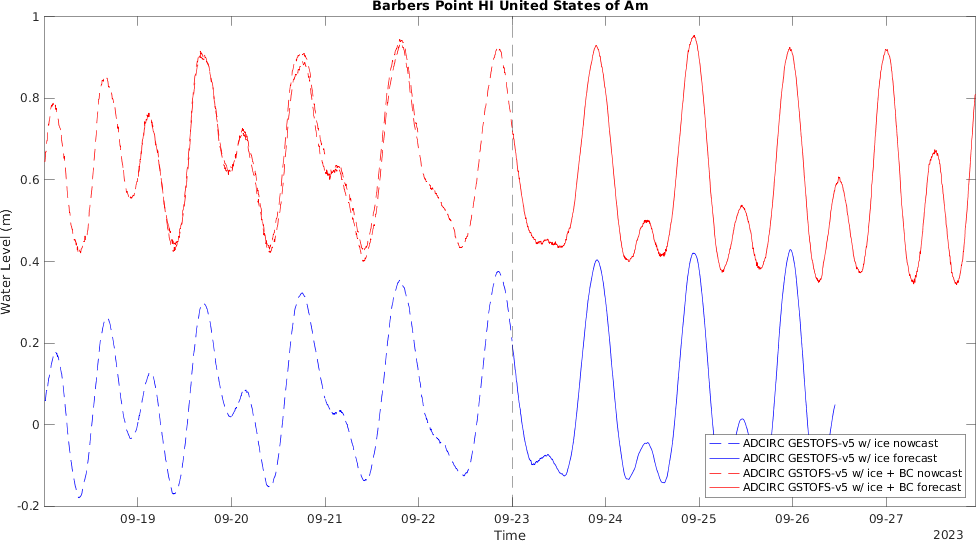 Barbers Point HI United States of Am
Water Level (m)
1
0.8
0.6
0.4
0.2
0
-0.2
09-19 09-20 09-21 09-22 09-23 09-24 09-25 09-26 09-27
Time
2023
ADCIRC GESTOFS-v5 w/ ice nowcast
ADCIRC GESTOFS-v5 w/ ice forecast
ADCIRC GSTOFS-v5 w/ ice + BC nowcast
ADCIRC GSTOFS-v5 w/ ice + BC forecast